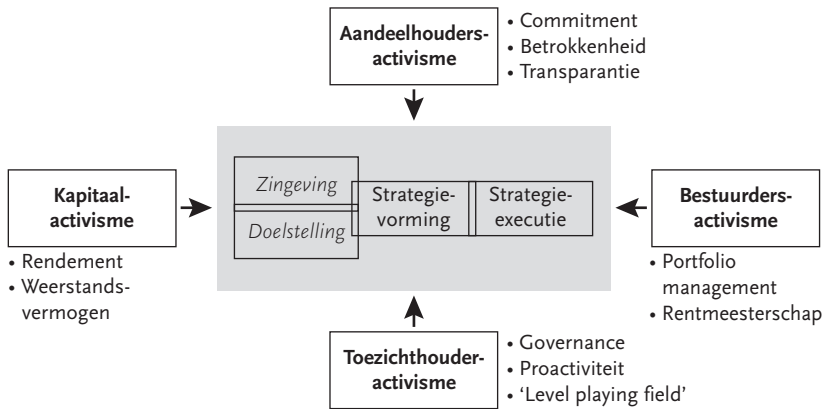 Aandeelhouders-
activisme
• Commitment
• Betrokkenheid
• Transparantie
Kapitaal-
activisme
• Rendement
• Weerstands-
vermogen
Zingeving
Doelstelling
Strategie-
vorming
Strategie-
executie
Bestuurders-
activisme
• Portfolio
management
• Rentmeesterschap
Toezichthouder-
activisme
• Governance
• Proactiviteit
• ‘Level playing field’